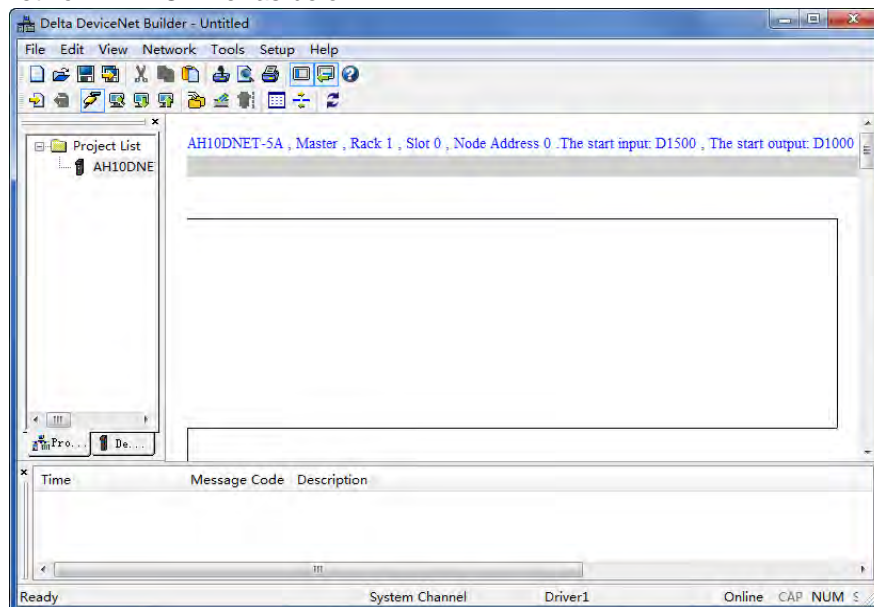 Delta DeviceNet Builder - Untitled
File Edit View Network Tools Setup Help
Project List
AH10DNE
AH10DNET-5A , Master , Rack 1 , Slot 0 , Node Address 0 .The start input: D1500 , The start output: D1000
Pro... De...
Time Message Code Description
Ready System Channel Driver1 Online CAP NUM